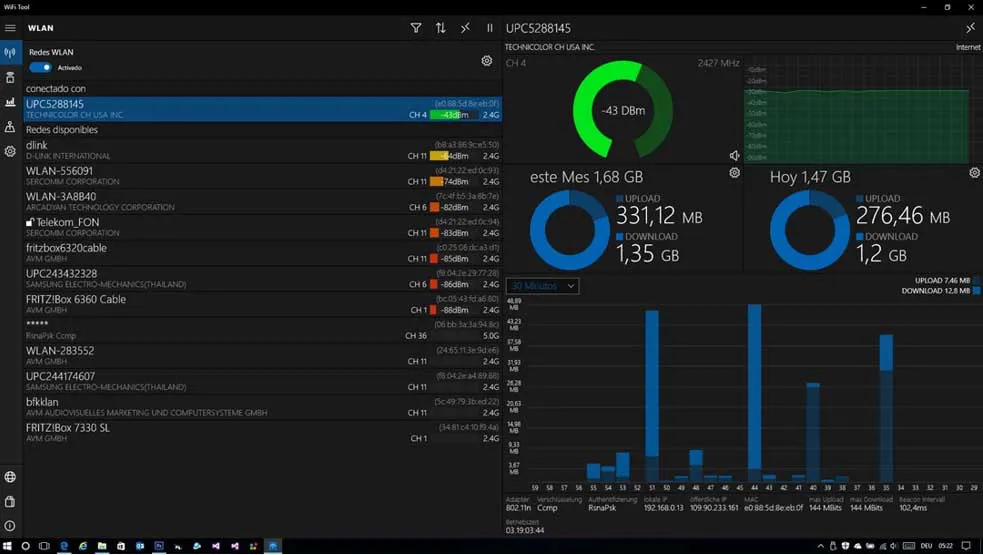 WiFi Tool
WLAN
Redes WLAN
Activado
conectado con
UPC5288145 (e0:88:5d:8e:eb:0f)
TECHNICOLOR CH USA INC. CH 4 -43dBm 2.4G
Redes disponibles
dlink (b8:a3:86:9c:e5:50)
D-LINK INTERNATIONAL CH 11 -64dBm 2.4G
WLAN-556091 (d4:21:22:ed:0c:93)
SERCOMM CORPORATION CH 11 -74dBm 2.4G
WLAN-3A8B40 (7c:4f:b5:3a:8b:7e)
ARCADYAN TECHNOLOGY CORPORATION CH 6 -82dBm 2.4G
Telekom_FON (d4:21:22:ed:0c:94)
SERCOMM CORPORATION CH 11 -83dBm 2.4G
fritzbox6320cable (c0:25:06:dc:a3:d1)
AVM GMBH CH 11 -85dBm 2.4G
UPC243432328 (f8:04:2e:29:77:28)
SAMSUNG ELECTRO-MECHANICS(THAILAND) CH 6 -86dBm 2.4G
FRITZ!Box 6360 Cable (bc:05:43:fd:a6:80)
AVM GMBH CH 1 -88dBm 2.4G
***** (06:bb:3a:3a:94:8c)
RsnaPsk Ccmp CH 36 5.0G
WLAN-283552 (24:65:11:3e:9d:e6)
AVM GMBH CH 11 2.4G
UPC244174607 (f8:04:2e:a4:89:88)
SAMSUNG ELECTRO-MECHANICS(THAILAND) CH 11 2.4G
bfkklan (5c:49:79:3b:ed:22)
AVM AUDIOVISUELLES MARKETING UND COMPUTERSYSTEME GMBH CH 11 2.4G
FRITZ!Box 7330 SL (34:81:c4:10:f9:4a)
AVM GMBH CH 1 2.4G
UPC5288145
TECHNICOLOR CH USA INC. Internet
CH 4 2427 MHz
-43 DBm
-10dBm
-20dBm
-30dBm
-40dBm
-50dBm
-60dBm
-70dBm
-80dBm
-90dBm
este Mes 1,68 GB
UPLOAD
331,12 MB
DOWNLOAD
1,35 GB
Hoy 1,47 GB
UPLOAD
276,46 MB
DOWNLOAD
1,2 GB
30 Minutos
UPLOAD 7,46 MB
DOWNLOAD 12,8 MB
48,89 MB
43,23 MB
37,58 MB
31,93 MB
26,28 MB
20,63 MB
14,98 MB
9,33 MB
3,67 MB
59 58 57 56 55 54 53 52 51 50 49 48 47 46 45 44 43 42 41 40 39 38 37 36 35 34 33 32 31 30 29
Adapter Verschlüsselung Authentifizierung lokale IP öffentliche IP MAC max Upload max Download Beacon Intervall
802.11n Ccmp RsnaPsk 192.168.0.13 109.90.233.161 e0:88:5d:8e:eb:0f 144 MBits 144 MBits 102,4ms
Betriebszeit
03:19:03:44
DEU 05:22